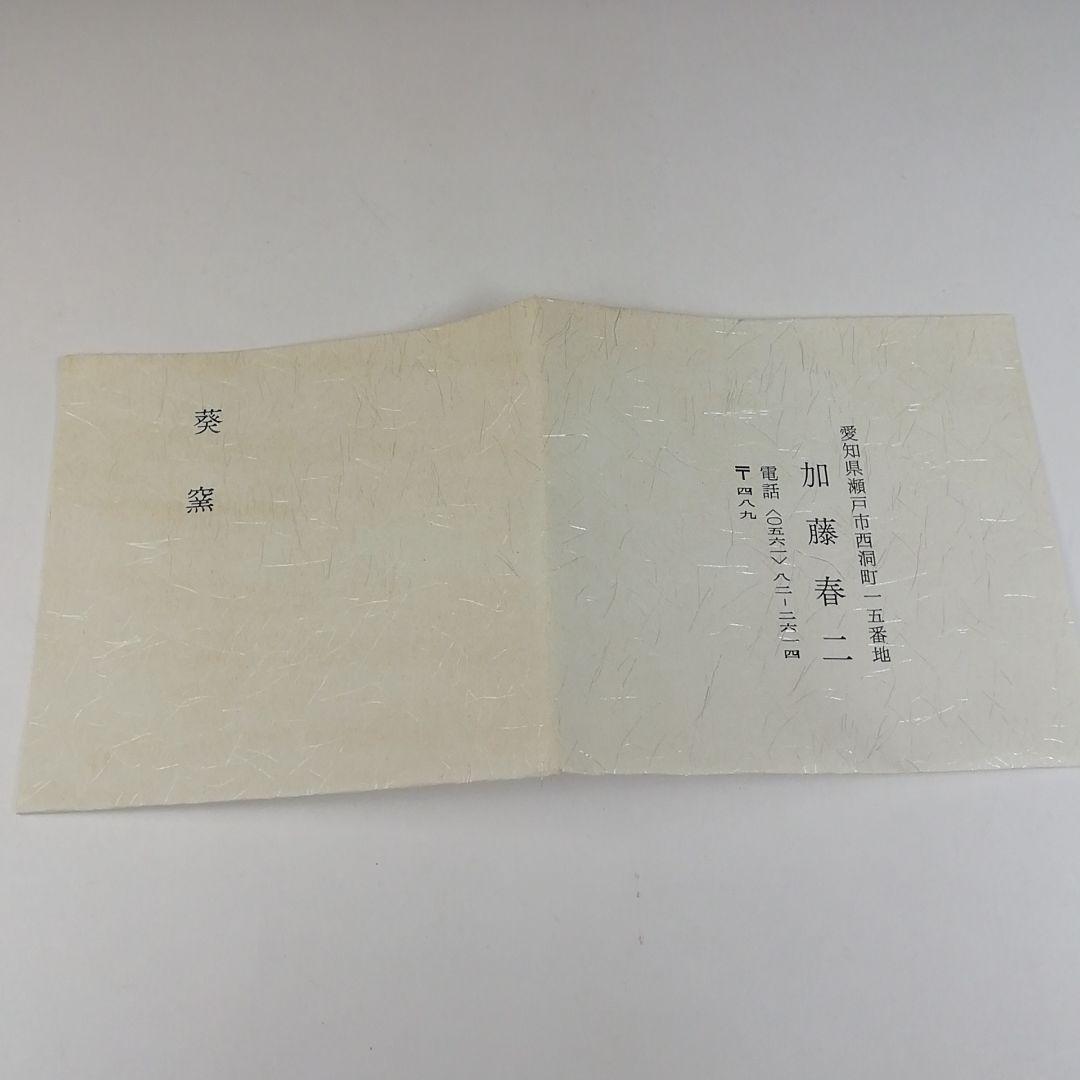 愛知県瀬戸市西洞町一五番地
加藤春二
電話〈〇五六一〉八二-二六一四
〒四八九
葵窯